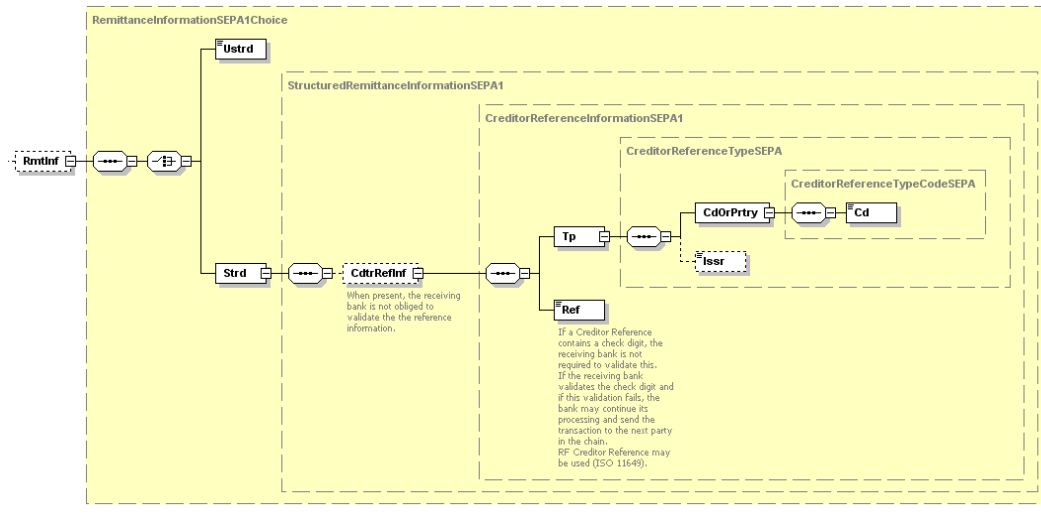 RemittanceInformationSEPA1Choice
Ustrd
StructuredRemittanceInformationSEPA1
CreditorReferenceInformationSEPA1
CreditorReferenceTypeSEPA
CreditorReferenceTypeCodeSEPA
RmtInf
CdOrPrtry
Cd
Tp
Issr
Strd
CdtrRefInf
When present, the receiving
bank is not obliged to
validate the the reference
information.
Ref
If a Creditor Reference
contains a check digit, the
receiving bank is not
required to validate this.
If the receiving bank
validates the check digit and
if this validation fails, the
bank may continue its
processing and send the
transaction to the next party
in the chain.
RF Creditor Reference may
be used (ISO 11649).